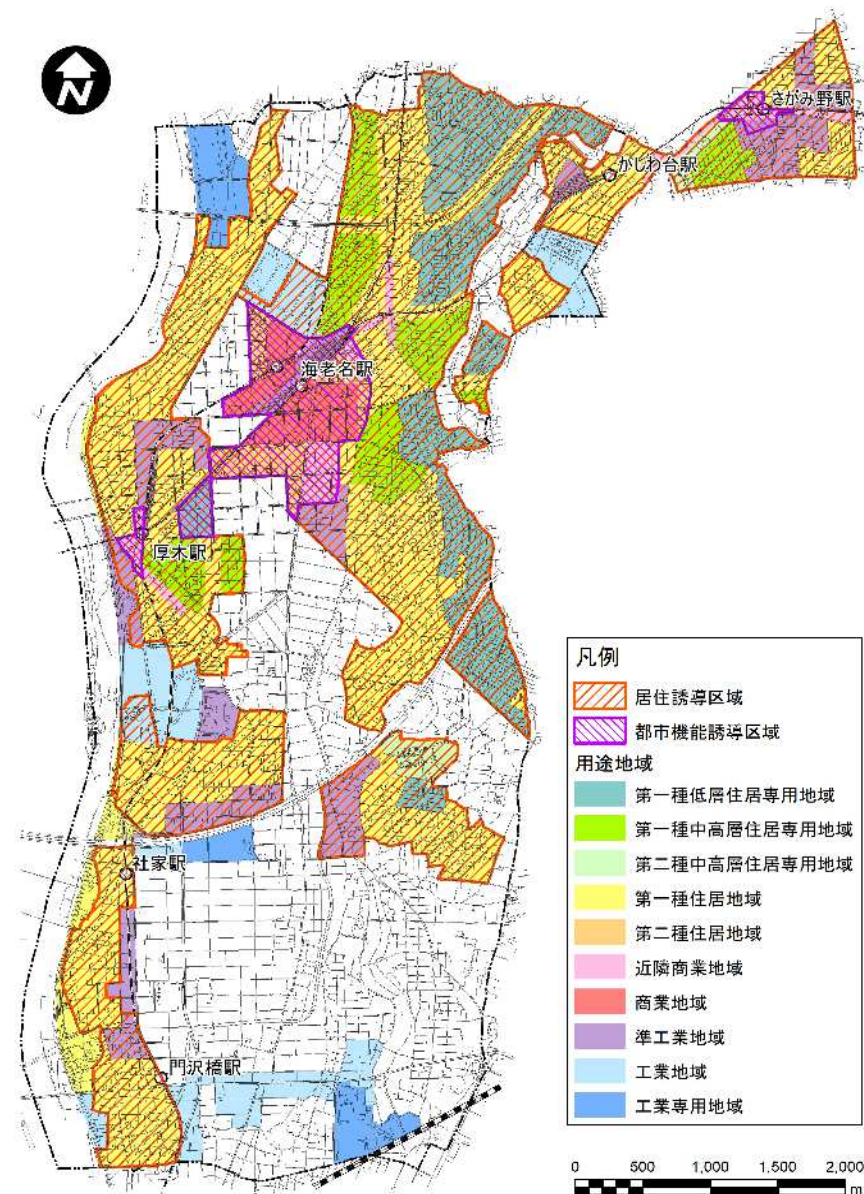 N
さがみ野駅
かしわ台駅
海老名駅
厚木駅
社家駅
門沢橋駅
凡例
居住誘導区域
都市機能誘導区域
用途地域
第一種低層住居専用地域
第一種中高層住居専用地域
第二種中高層住居専用地域
第一種住居地域
第二種住居地域
近隣商業地域
商業地域
準工業地域
工業地域
工業専用地域
0 500 1,000 1,500 2,000
m